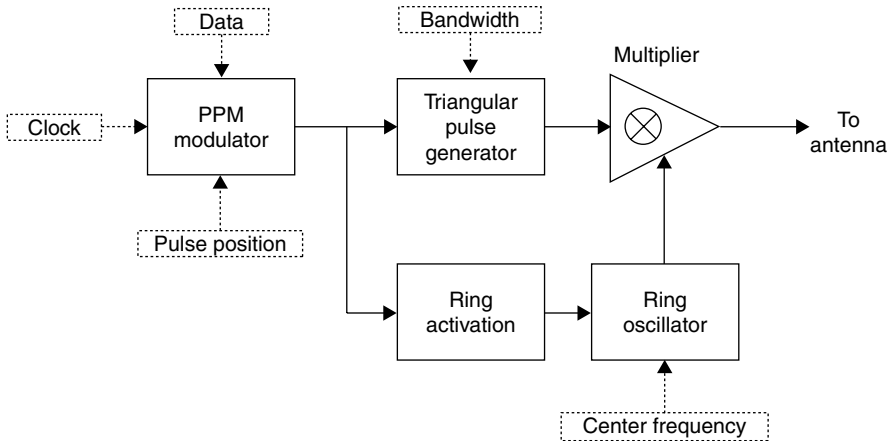 Data
Bandwidth
Multiplier
Clock
PPM
modulator
Triangular
pulse
generator
To
antenna
Pulse position
Ring
activation
Ring
oscillator
Center frequency